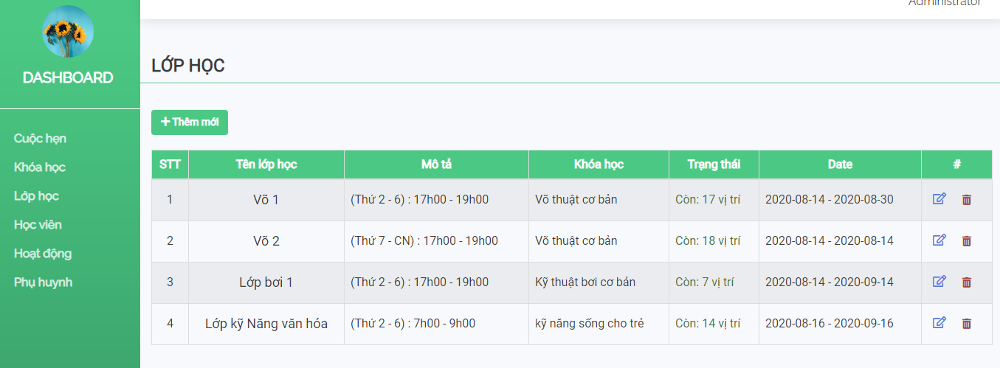 Administrator
DASHBOARD
Cuộc hẹn
Khóa học
Lớp học
Học viên
Hoạt động
Phụ huynh
LỚP HỌC
Thêm mới
STT Tên lớp học Mô tả Khóa học Trạng thái Date #
1 Võ 1 (Thứ 2 - 6) : 17h00 - 19h00 Võ thuật cơ bản Còn: 17 vị trí 2020-08-14 - 2020-08-30
2 Võ 2 (Thứ 7 - CN) : 17h00 - 19h00 Võ thuật cơ bản Còn: 18 vị trí 2020-08-14 - 2020-08-14
3 Lớp bơi 1 (Thứ 2 - 6) : 17h00 - 19h00 Kỹ thuật bơi cơ bản Còn: 7 vị trí 2020-08-14 - 2020-09-14
4 Lớp kỹ Năng văn hóa (Thứ 2 - 6) : 7h00 - 9h00 kỹ năng sống cho trẻ Còn: 14 vị trí 2020-08-16 - 2020-09-16